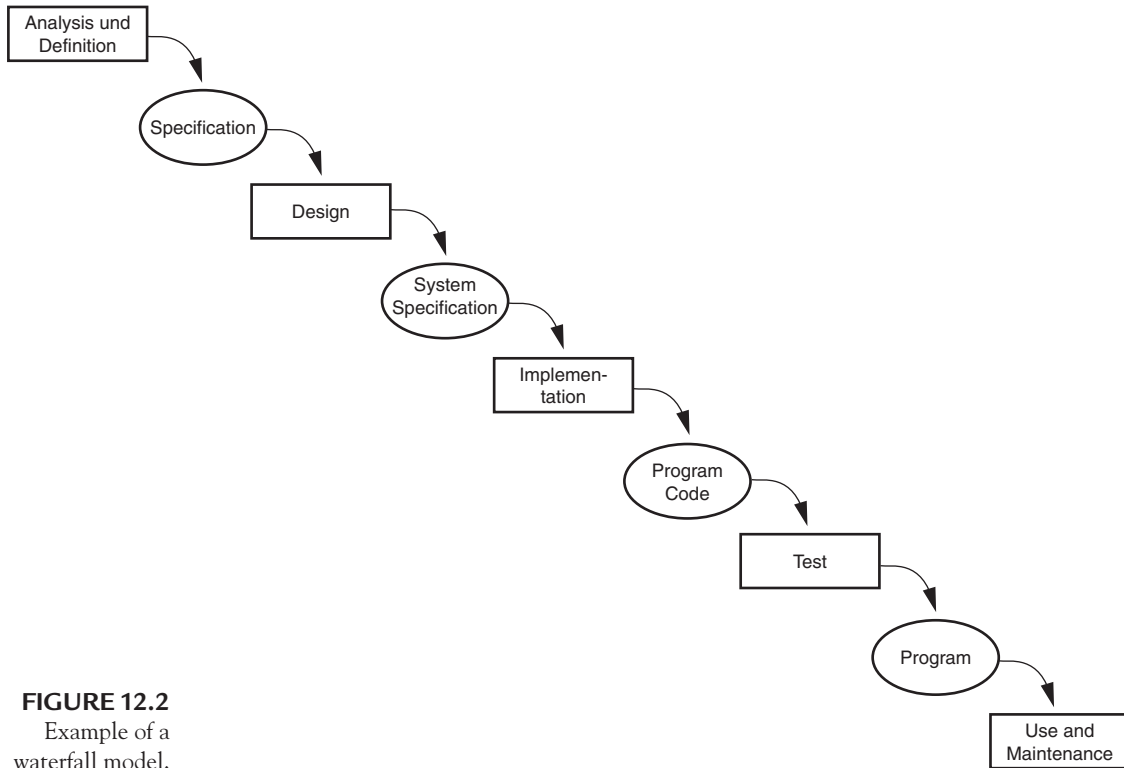 Analysis und
Definition
Specification
Design
System
Specification
Implemen-
tation
Program
Code
Test
Program
Use and
Maintenance
FIGURE 12.2
Example of a
waterfall model.